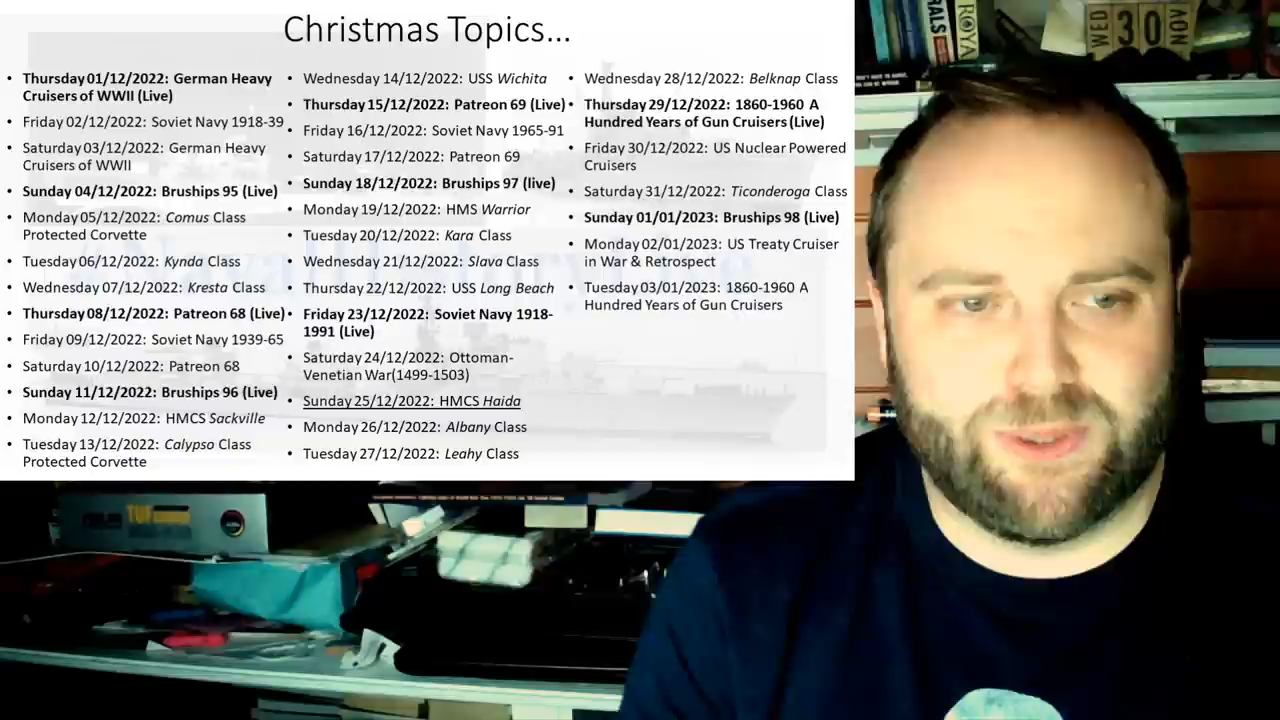 Christmas Topics...
• Thursday 01/12/2022: German Heavy
Cruisers of WWII (Live)
• Friday 02/12/2022: Soviet Navy 1918-39
• Saturday 03/12/2022: German Heavy
Cruisers of WWII
• Sunday 04/12/2022: Bruships 95 (Live)
• Monday 05/12/2022: Comus Class
Protected Corvette
• Tuesday 06/12/2022: Kynda Class
• Wednesday 07/12/2022: Kresta Class
• Thursday 08/12/2022: Patreon 68 (Live)
• Friday 09/12/2022: Soviet Navy 1939-65
• Saturday 10/12/2022: Patreon 68
• Sunday 11/12/2022: Bruships 96 (Live)
• Monday 12/12/2022: HMCS Sackville
• Tuesday 13/12/2022: Calypso Class
Protected Corvette
• Wednesday 14/12/2022: USS Wichita
• Thursday 15/12/2022: Patreon 69 (Live)
• Friday 16/12/2022: Soviet Navy 1965-91
• Saturday 17/12/2022: Patreon 69
• Sunday 18/12/2022: Bruships 97 (live)
• Monday 19/12/2022: HMS Warrior
• Tuesday 20/12/2022: Kara Class
• Wednesday 21/12/2022: Slava Class
• Thursday 22/12/2022: USS Long Beach
• Friday 23/12/2022: Soviet Navy 1918-
1991 (Live)
• Saturday 24/12/2022: Ottoman-
Venetian War(1499-1503)
• Sunday 25/12/2022: HMCS Haida
• Monday 26/12/2022: Albany Class
• Tuesday 27/12/2022: Leahy Class
• Wednesday 28/12/2022: Belknap Class
• Thursday 29/12/2022: 1860-1960 A
Hundred Years of Gun Cruisers (Live)
• Friday 30/12/2022: US Nuclear Powered
Cruisers
• Saturday 31/12/2022: Ticonderoga Class
• Sunday 01/01/2023: Bruships 98 (Live)
• Monday 02/01/2023: US Treaty Cruiser
in War & Retrospect
• Tuesday 03/01/2023: 1860-1960 A
Hundred Years of Gun Cruisers
WED 30 NOV